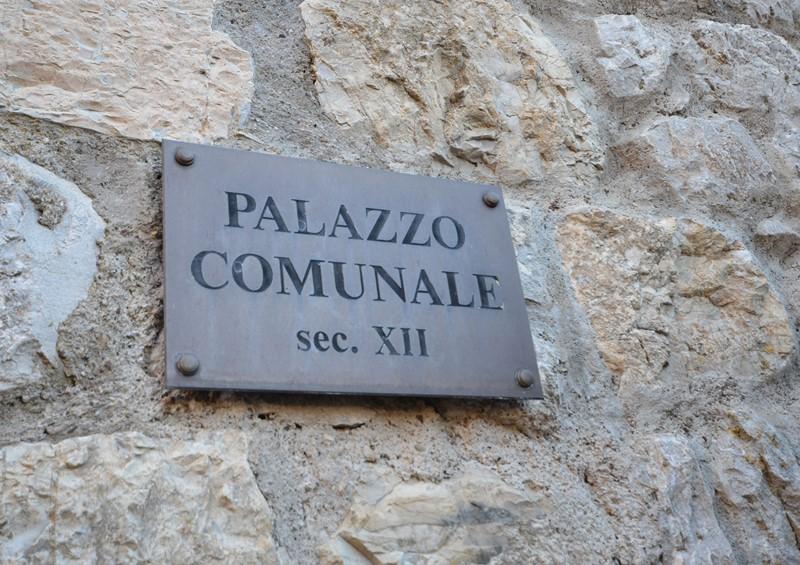 PALAZZO
COMUNALE
sec. XII